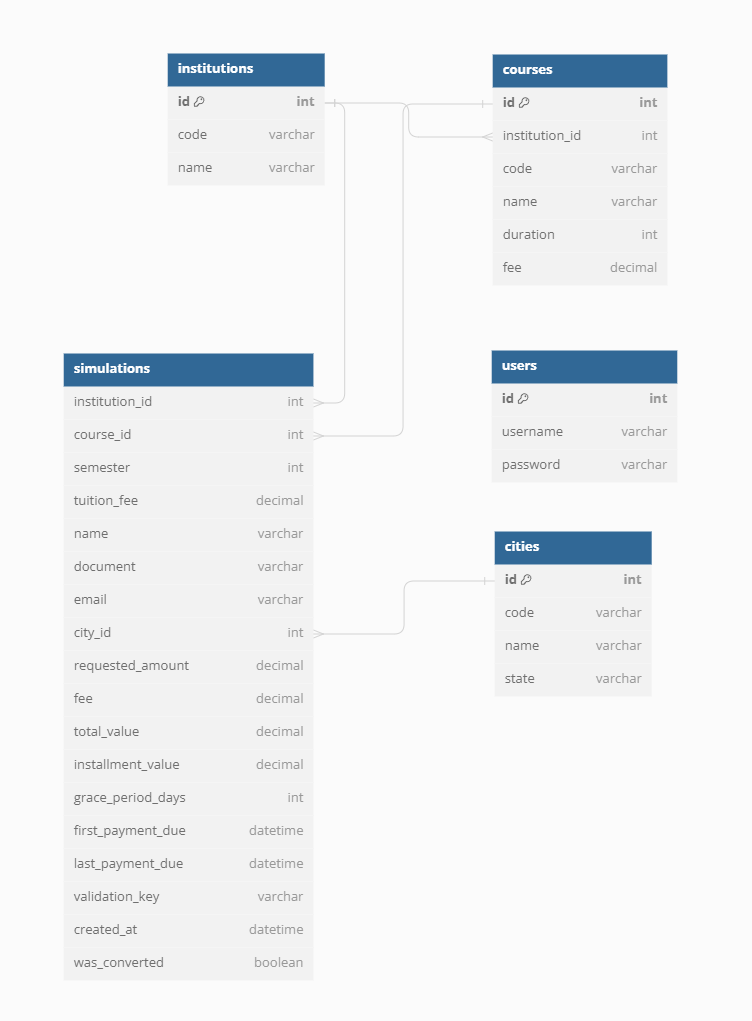 institutions
id int
code varchar
name varchar
courses
id int
institution_id int
code varchar
name varchar
duration int
fee decimal
simulations
institution_id int
course_id int
semester int
tuition_fee decimal
name varchar
document varchar
email varchar
city_id int
requested_amount decimal
fee decimal
total_value decimal
installment_value decimal
grace_period_days int
first_payment_due datetime
last_payment_due datetime
validation_key varchar
created_at datetime
was_converted boolean
users
id int
username varchar
password varchar
cities
id int
code varchar
name varchar
state varchar